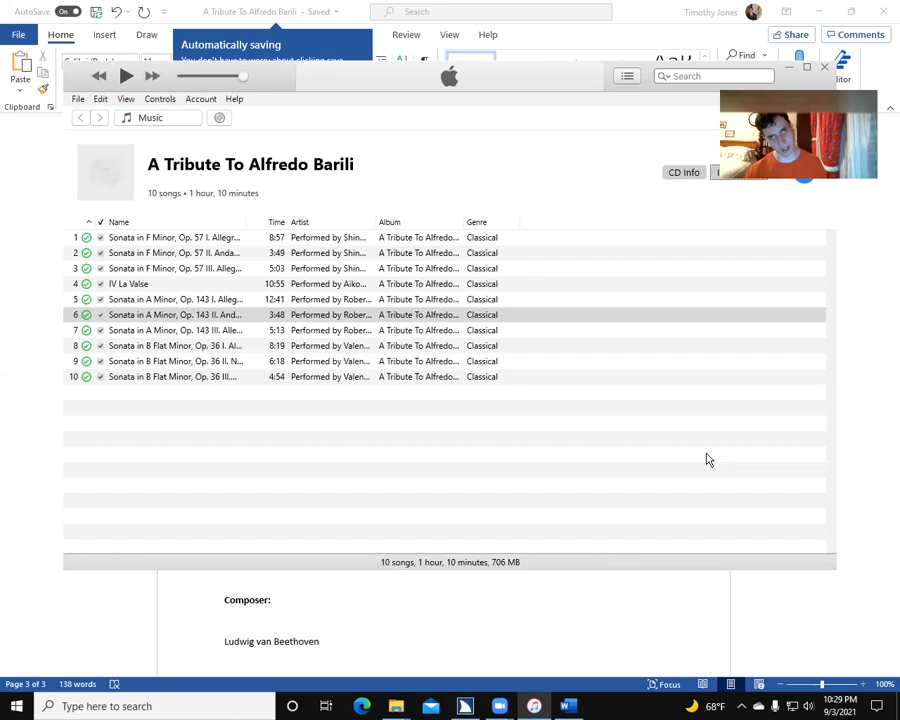 AutoSave On A Tribute To Alfredo Barili - Saved Search Timothy Jones
File Home Insert Draw Review View Help Share Comments
Automatically saving
Paste
Find
Clipboard
Search
File Edit View Controls Account Help
Music
A Tribute To Alfredo Barili
10 songs • 1 hour, 10 minutes
CD Info
Name Time Artist Album Genre
1 Sonata in F Minor, Op. 57 I. Allegr... 8:57 Performed by Shin... A Tribute To Alfredo... Classical
2 Sonata in F Minor, Op. 57 II. Anda... 3:49 Performed by Shin... A Tribute To Alfredo... Classical
3 Sonata in F Minor, Op. 57 III. Alleg... 5:03 Performed by Shin... A Tribute To Alfredo... Classical
4 IV La Valse 10:55 Performed by Aiko... A Tribute To Alfredo... Classical
5 Sonata in A Minor, Op. 143 I. Alleg... 12:41 Performed by Rober... A Tribute To Alfredo... Classical
6 Sonata in A Minor, Op. 143 II. And... 3:48 Performed by Rober... A Tribute To Alfredo... Classical
7 Sonata in A Minor, Op. 143 III. Alle... 5:13 Performed by Rober... A Tribute To Alfredo... Classical
8 Sonata in B Flat Minor, Op. 36 I. Al... 8:19 Performed by Valen... A Tribute To Alfredo... Classical
9 Sonata in B Flat Minor, Op. 36 II. N... 6:18 Performed by Valen... A Tribute To Alfredo... Classical
10 Sonata in B Flat Minor, Op. 36 III.... 4:54 Performed by Valen... A Tribute To Alfredo... Classical
10 songs, 1 hour, 10 minutes, 706 MB
Composer:
Ludwig van Beethoven
Page 3 of 3 138 words Focus 100%
Type here to search 68°F 10:29 PM
9/3/2021